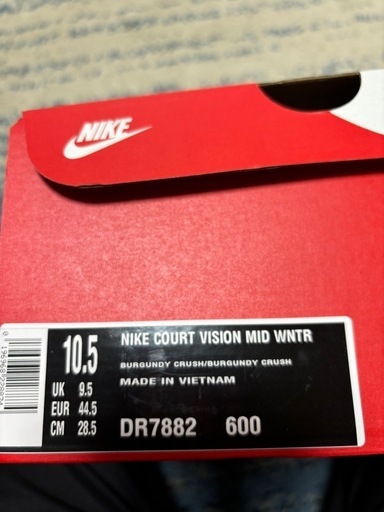 NIKE
10.5
NIKE COURT VISION MID WNTR
BURGUNDY CRUSH/BURGUNDY CRUSH
MADE IN VIETNAM
UK 9.5
EUR 44.5
CM 28.5
DR7882 600